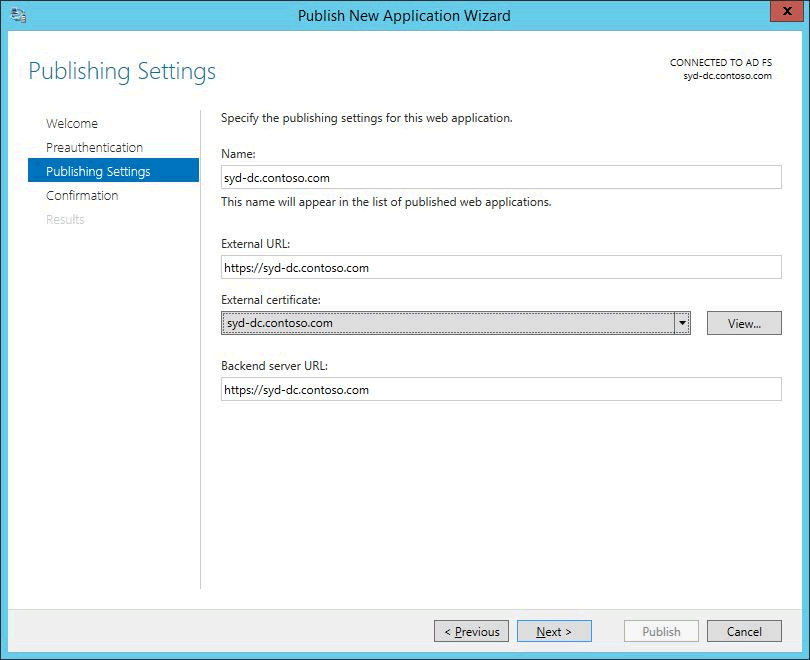 Publish New Application Wizard
x
Publishing Settings
CONNECTED TO AD FS
syd-dc.contoso.com
Welcome
Preauthentication
Publishing Settings
Confirmation
Results
Specify the publishing settings for this web application.
Name:
syd-dc.contoso.com
This name will appear in the list of published web applications.
External URL:
https://syd-dc.contoso.com
External certificate:
syd-dc.contoso.com
View...
Backend server URL:
https://syd-dc.contoso.com
< Previous
Next >
Publish
Cancel